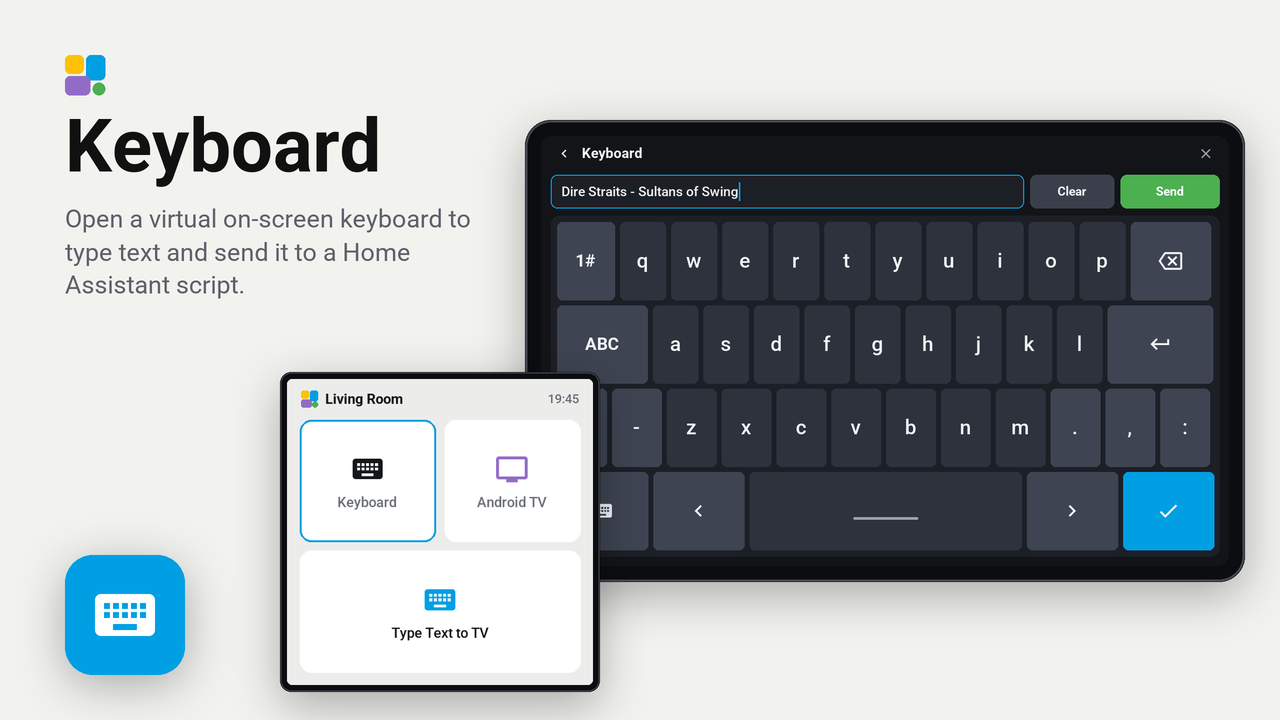 Keyboard
Open a virtual on-screen keyboard to
type text and send it to a Home
Assistant script.
Keyboard
Dire Straits - Sultans of Swing
Clear
Send
1# q w e r t y u i o p
ABC a s d f g h j k l
- z x c v b n m . , :
Living Room
19:45
Keyboard
Android TV
Type Text to TV